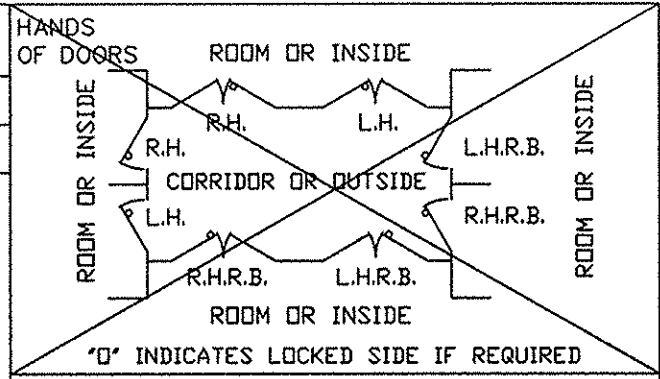 HANDS
OF DOORS
ROOM OR INSIDE
R.H.
L.H.
ROOM OR INSIDE
R.H.
L.H.R.B.
CORRIDOR OR OUTSIDE
L.H.
R.H.R.B.
ROOM OR INSIDE
R.H.R.B.
L.H.R.B.
ROOM OR INSIDE
"O" INDICATES LOCKED SIDE IF REQUIRED